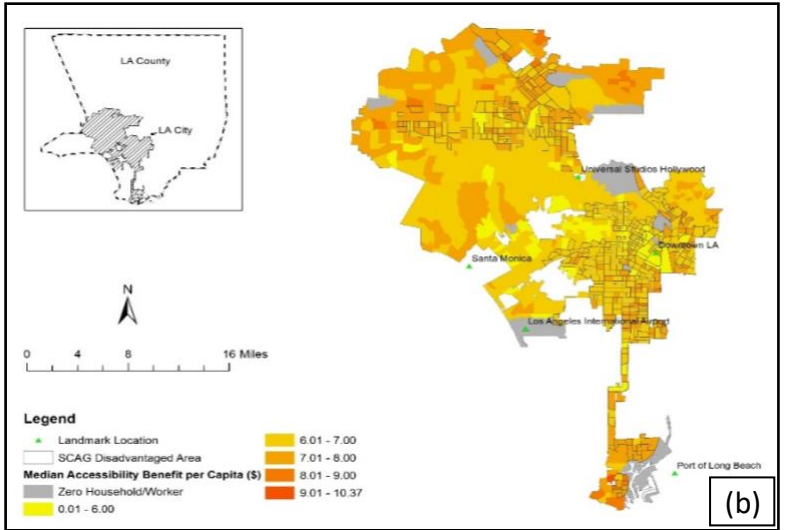 LA County
LA City
Universal Studios Hollywood
Downtown LA
Santa Monica
N
Los Angeles International Airport
0 4 8 16 Miles
Legend
Landmark Location
SCAG Disadvantaged Area
Median Accessibility Benefit per Capita ($)
Zero Household/Worker
0.01 - 6.00
6.01 - 7.00
7.01 - 8.00
8.01 - 9.00
9.01 - 10.37
Port of Long Beach
(b)